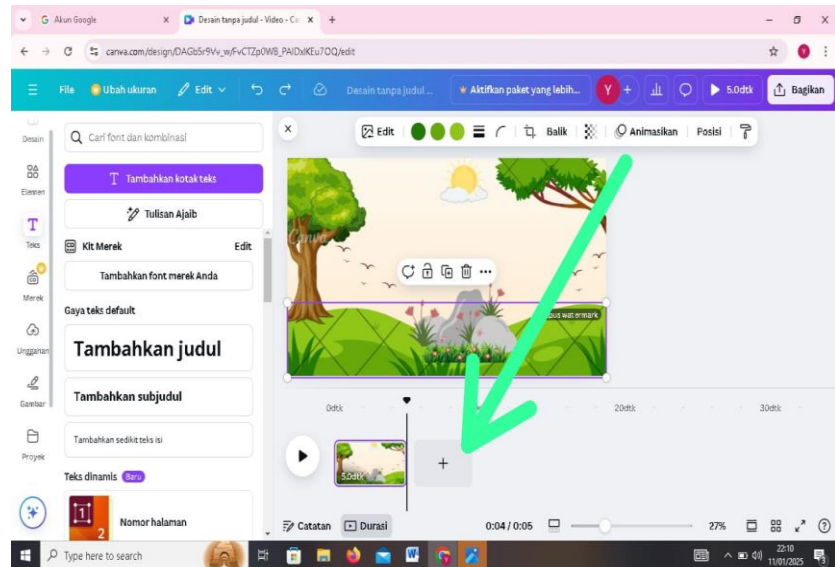 Akun Google
Desain tanpa judul - Video - Ca
canva.com/design/DAGb5r9Vv_w/FvCTZp0WB_PAIDxlKEu7OQ/edit
File
Ubah ukuran
Edit
Desain tanpa judul ...
Aktifkan paket yang lebih...
Y
5.0dtk
Bagikan
Desain
Cari font dan kombinasi
Edit
Balik
Animasikan
Posisi
Elemen
T Tambahkan kotak teks
Tulisan Ajaib
T
Teks
Kit Merek
Edit
Canva
Tambahkan font merek Anda
Merek
Gaya teks default
pus watermark
Unggahan
Tambahkan judul
Gambar
Tambahkan subjudul
0dtk
20dtk
30dtk
Tambahkan sedikit teks isi
Proyek
5.0dtk
Teks dinamis
Baru
1
2
Nomor halaman
Catatan
Durasi
0:04 / 0:05
27%
Type here to search
22:10
11/01/2025